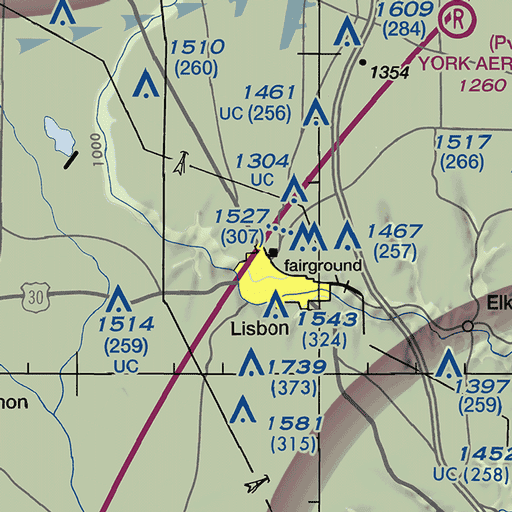 1609
(284)
R
(Pv
YORK AER
1260
1354
1510
(260)
1461
UC (256)
1517
(266)
1000
1304
UC
1527
(307)
1467
(257)
fairground
30
Elk
1514
(259)
UC
Lisbon
1543
(324)
1739
(373)
1397
(259)
non
1581
(315)
1452
UC (258)